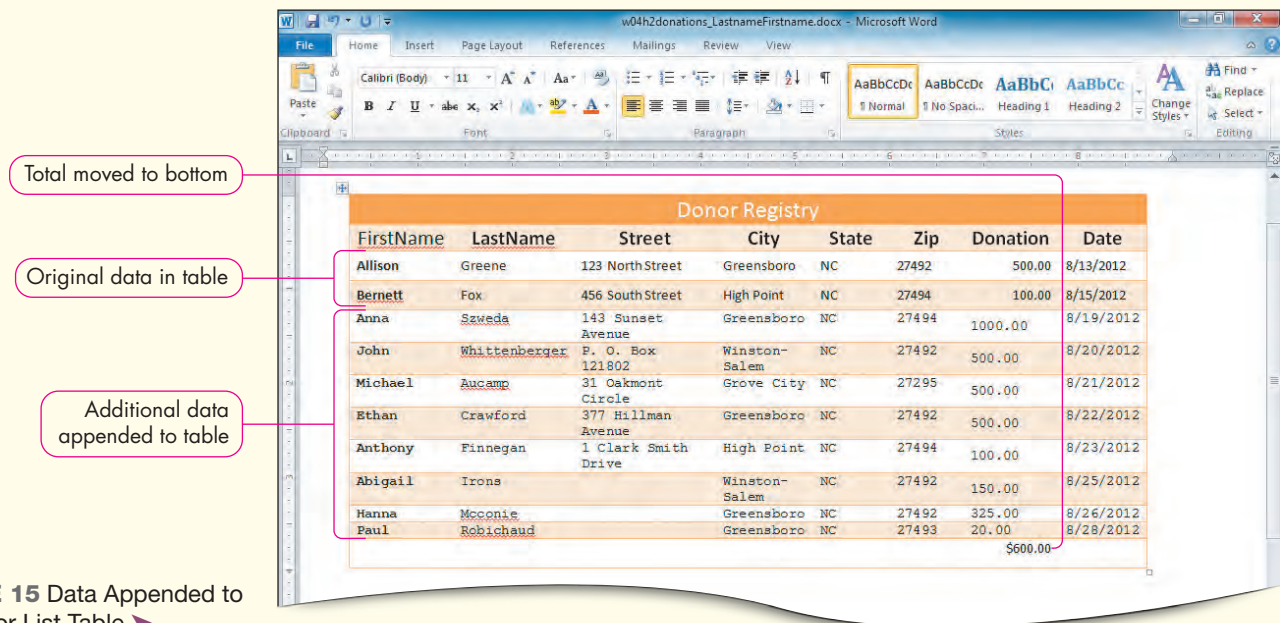 w04h2donations_LastnameFirstname.docx - Microsoft Word
File Home Insert Page Layout References Mailings Review View
Calibri (Body) 11 A A Aa
Paste B I U abe x, x² A
AaBbCcDc AaBbCcDc AaBbC AaBbCc
¶ Normal ¶ No Spaci... Heading 1 Heading 2
Change Styles
Find
Replace
Select
Clipboard Font Paragraph Styles Editing
Total moved to bottom
Original data in table
Additional data
appended to table
Donor Registry
FirstName LastName Street City State Zip Donation Date
Allison Greene 123 North Street Greensboro NC 27492 500.00 8/13/2012
Bernett Fox 456 South Street High Point NC 27494 100.00 8/15/2012
Anna Szweda 143 Sunset Avenue Greensboro NC 27494 1000.00 8/19/2012
John Whittenberger P. O. Box 121802 Winston-Salem NC 27492 500.00 8/20/2012
Michael Aucamp 31 Oakmont Circle Grove City NC 27295 500.00 8/21/2012
Ethan Crawford 377 Hillman Avenue Greensboro NC 27492 500.00 8/22/2012
Anthony Finnegan 1 Clark Smith Drive High Point NC 27494 100.00 8/23/2012
Abigail Irons Winston-Salem NC 27492 150.00 8/25/2012
Hanna Mcconie Greensboro NC 27492 325.00 8/26/2012
Paul Robichaud Greensboro NC 27493 20.00 8/28/2012
$600.00
15 Data Appended to
List Table